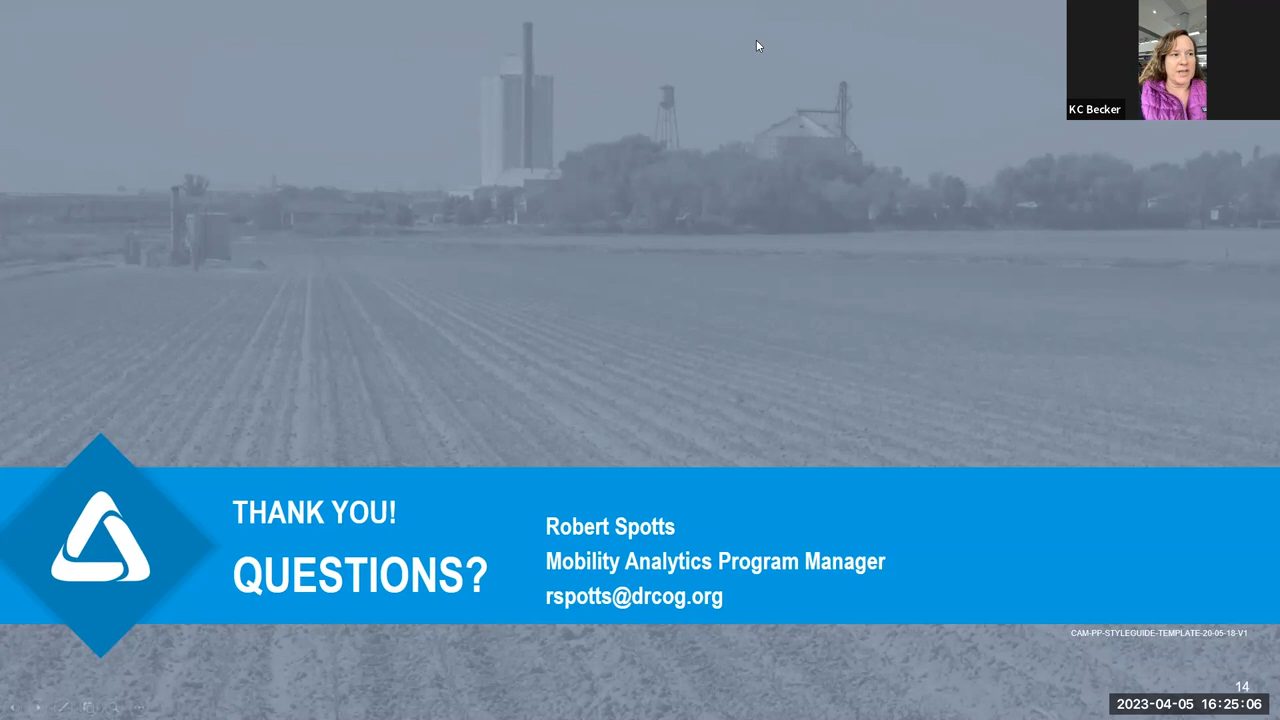 KC Becker
THANK YOU!
QUESTIONS?
Robert Spotts
Mobility Analytics Program Manager
rspotts@drcog.org
CAM-PP-STYLEGUIDE-TEMPLATE-20-05-18-V1
14
2023-04-05 16:25:06